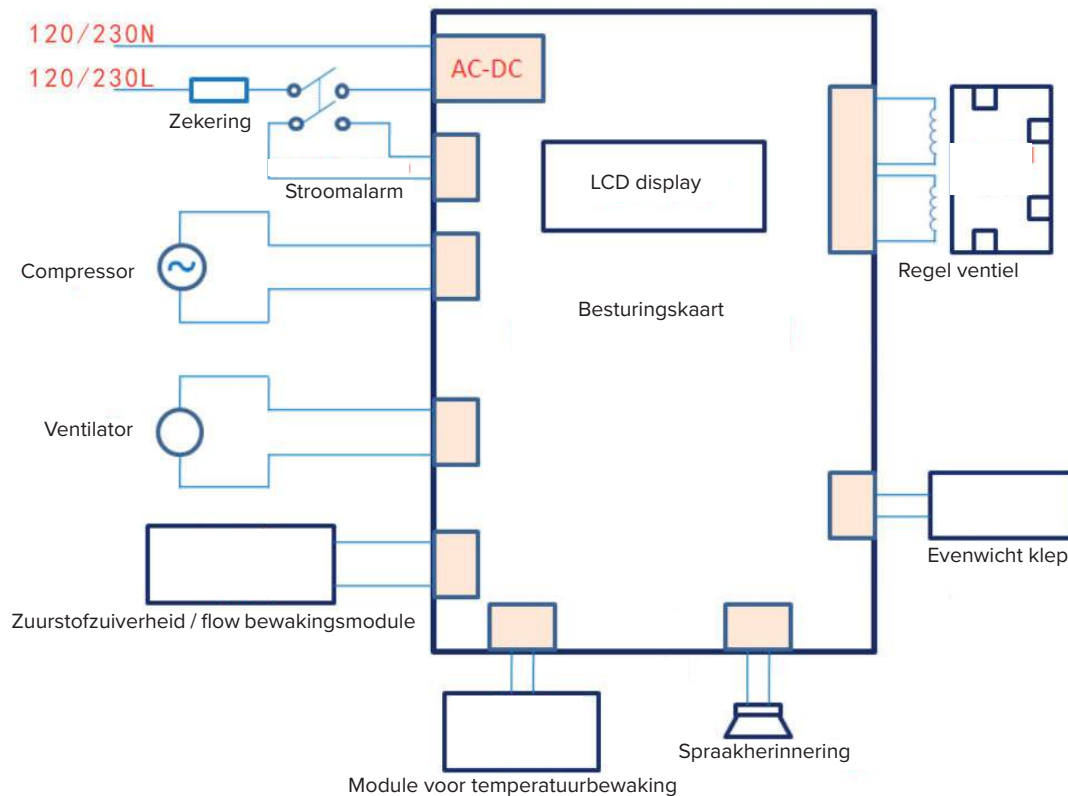 120/230N
120/230L
AC-DC
Zekering
Stroomalarm
LCD display
Compressor
Regel ventiel
Besturingskaart
Ventilator
Evenwicht klep
Zuurstofzuiverheid / flow bewakingsmodule
Spraakherinnering
Module voor temperatuurbewaking